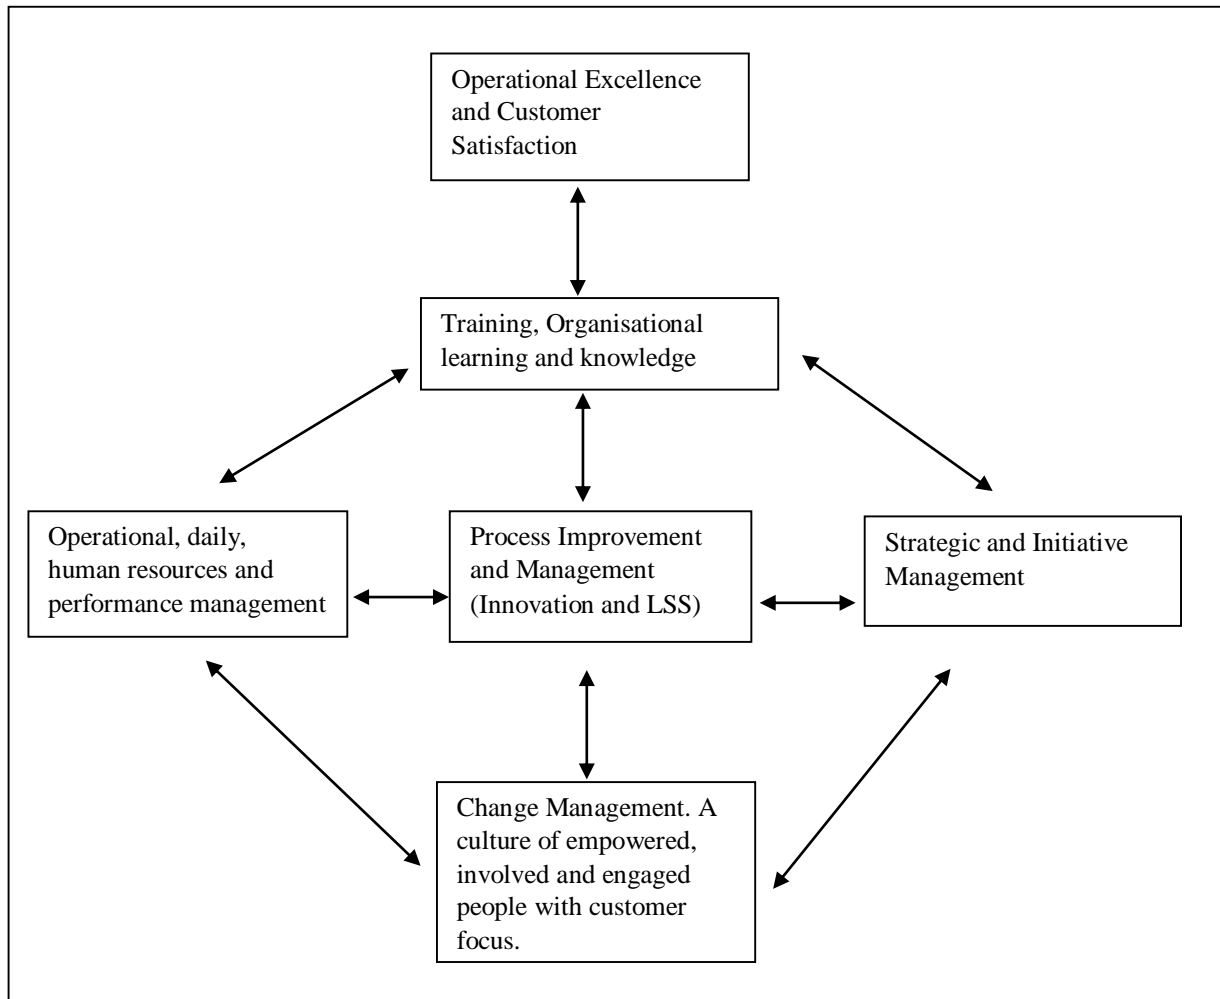 Operational Excellence
and Customer
Satisfaction
Training, Organisational
learning and knowledge
Operational, daily,
human resources and
performance management
Process Improvement
and Management
(Innovation and LSS)
Strategic and Initiative
Management
Change Management. A
culture of empowered,
involved and engaged
people with customer
focus.